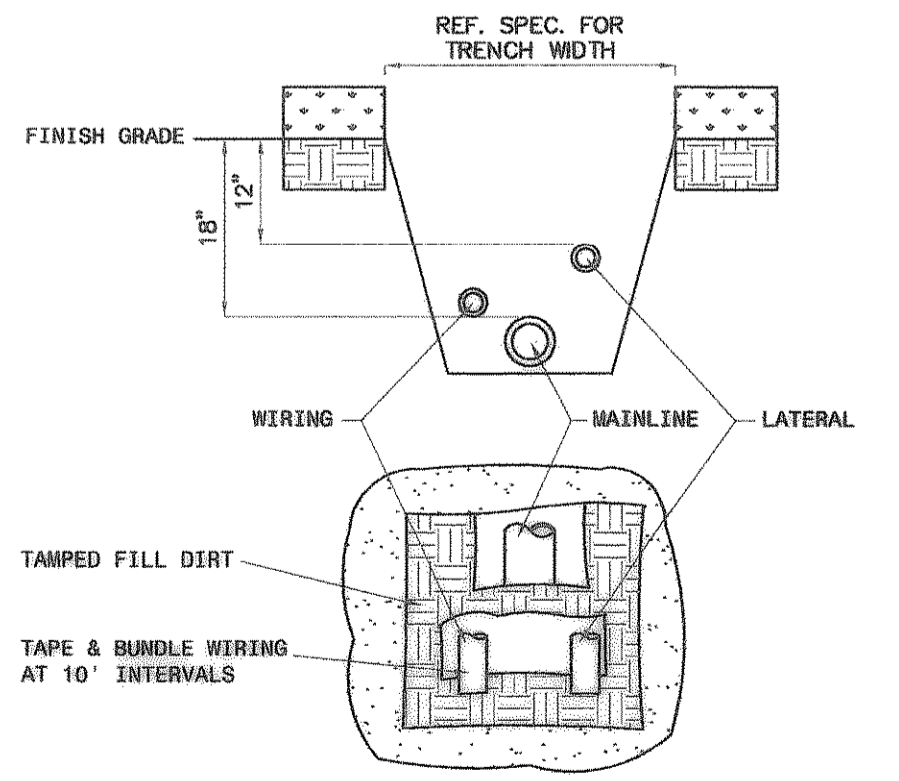 REF. SPEC. FOR
TRENCH WIDTH
FINISH GRADE
12"
18"
WIRING
MAINLINE
LATERAL
TAMPED FILL DIRT
TAPE & BUNDLE WIRING
AT 10' INTERVALS